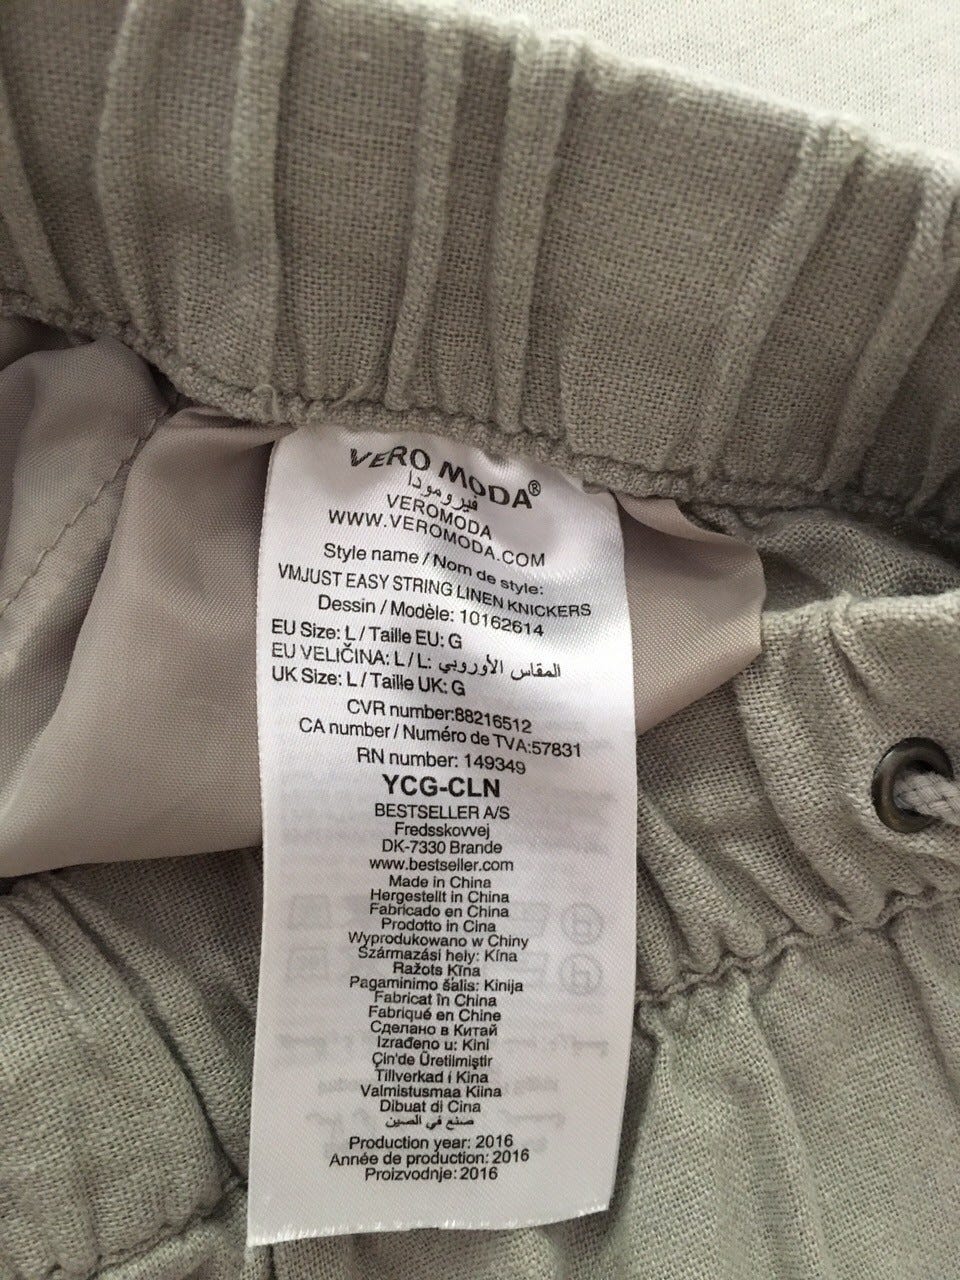 VERO MODA®
فيرومودا
VEROMODA
WWW.VEROMODA.COM
Style name / Nom de style:
VMJUST EASY STRING LINEN KNICKERS
Dessin / Modèle: 10162614
EU Size: L / Taille EU: G
EU VELIČINA: L / L: المقاس الأوروبي
UK Size: L / Taille UK: G
CVR number:88216512
CA number / Numéro de TVA:57831
RN number: 149349
YCG-CLN
BESTSELLER A/S
Fredsskovvej
DK-7330 Brande
www.bestseller.com
Made in China
Hergestellt in China
Fabricado en China
Prodotto in Cina
Wyprodukowano w Chiny
Származási hely: Kína
Ražots Kīna
Pagaminimo šalis: Kinija
Fabricat în China
Fabriqué en Chine
Сделано в Китай
Izrađeno u: Kini
Çin'de Üretilmiştir
Tillverkad i Kina
Valmistusmaa Kiina
Dibuat di Cina
صنع في الصين
Production year: 2016
Année de production: 2016
Proizvodnje: 2016